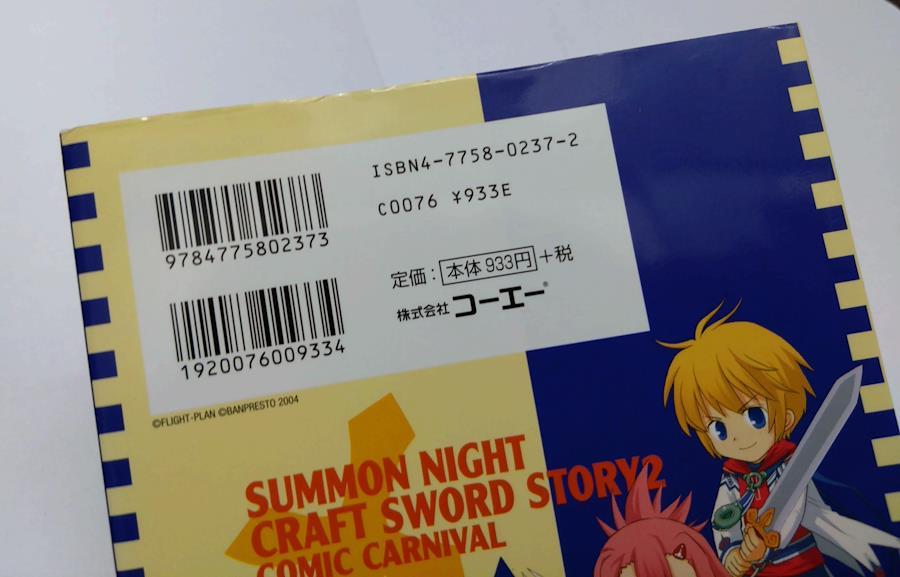 ISBN4-7758-0237-2
C0076 ¥933E
9784775802373
定価：本体933円+税
株式会社コーエー®
1920076009334
©FLIGHT-PLAN ©BANPRESTO 2004
SUMMON NIGHT
CRAFT SWORD STORY2
COMIC CARNIVAL